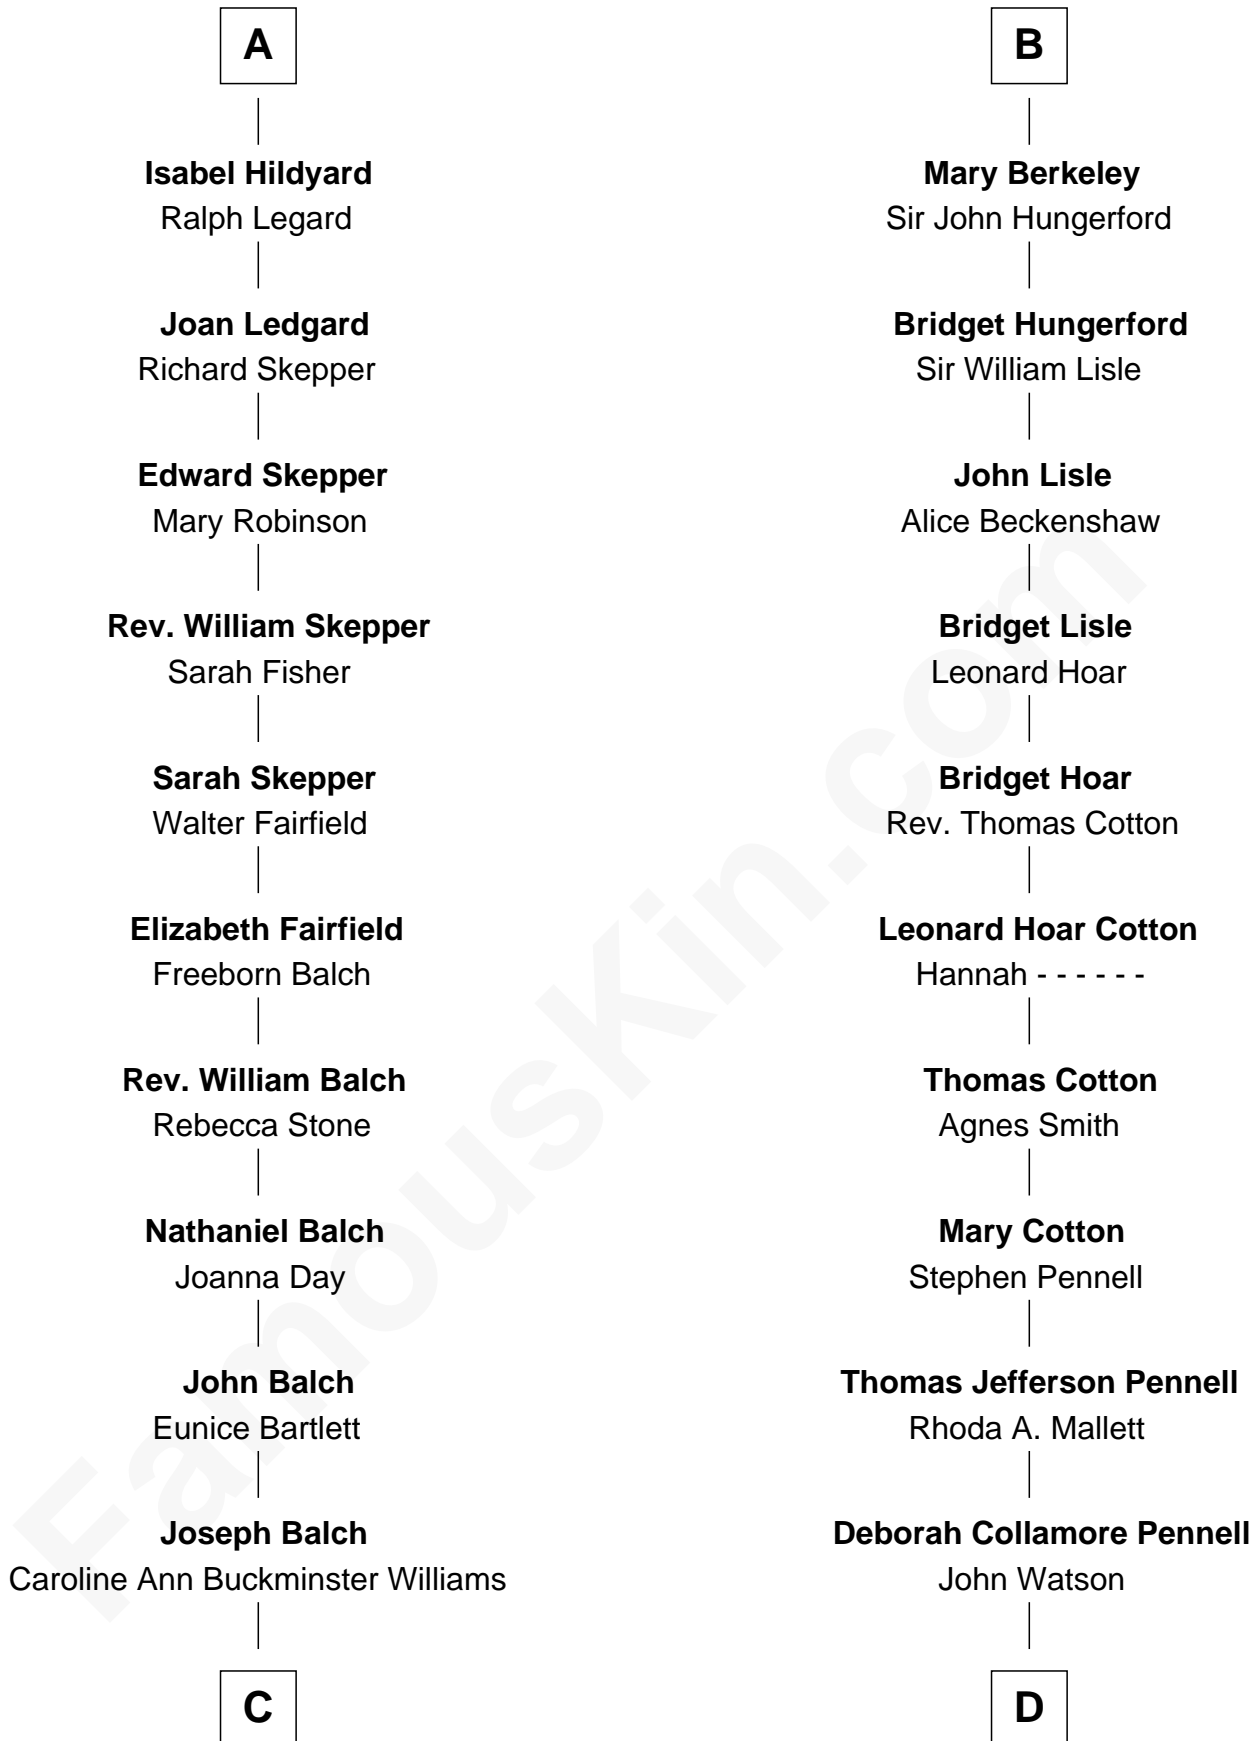 A
Isabel Hildyard
Ralph Legard
Joan Ledgard
Richard Skepper
Edward Skepper
Mary Robinson
Rev. William Skepper
Sarah Fisher
Sarah Skepper
Walter Fairfield
Elizabeth Fairfield
Freeborn Balch
Rev. William Balch
Rebecca Stone
Nathaniel Balch
Joanna Day
John Balch
Eunice Bartlett
Joseph Balch
Caroline Ann Buckminster Williams
C
B
Mary Berkeley
Sir John Hungerford
Bridget Hungerford
Sir William Lisle
John Lisle
Alice Beckenshaw
Bridget Lisle
Leonard Hoar
Bridget Hoar
Rev. Thomas Cotton
Leonard Hoar Cotton
Hannah - - - - - -
Thomas Cotton
Agnes Smith
Mary Cotton
Stephen Pennell
Thomas Jefferson Pennell
Rhoda A. Mallett
Deborah Collamore Pennell
John Watson
D
FamousKin.com